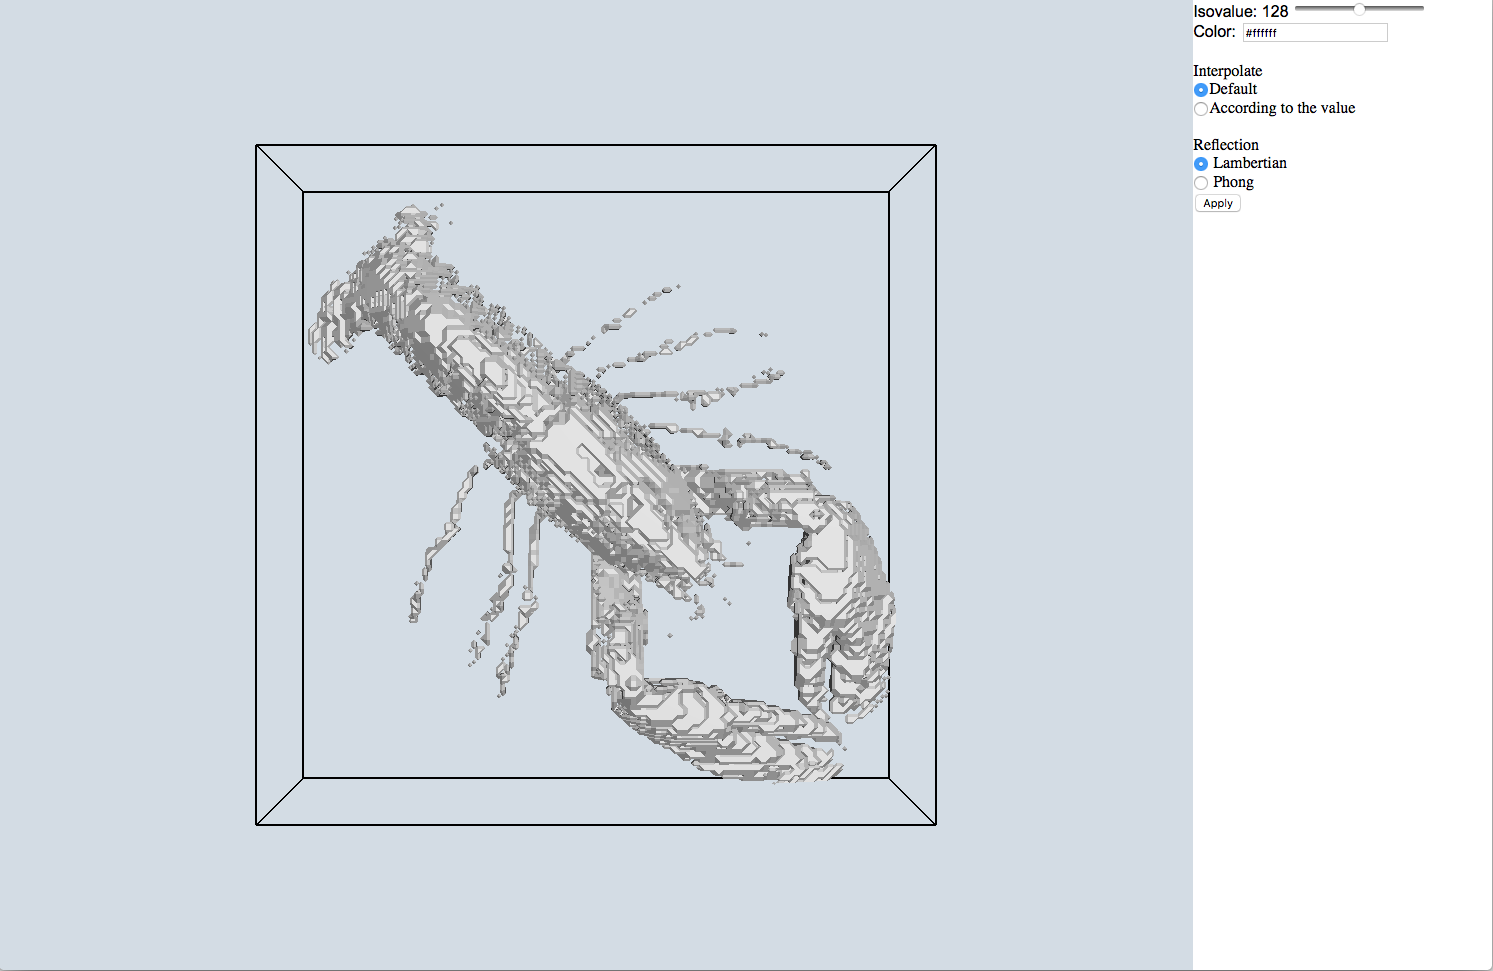 Isovalue: 128
Color: #ffffff
Interpolate
Default
According to the value
Reflection
Lambertian
Phong
Apply